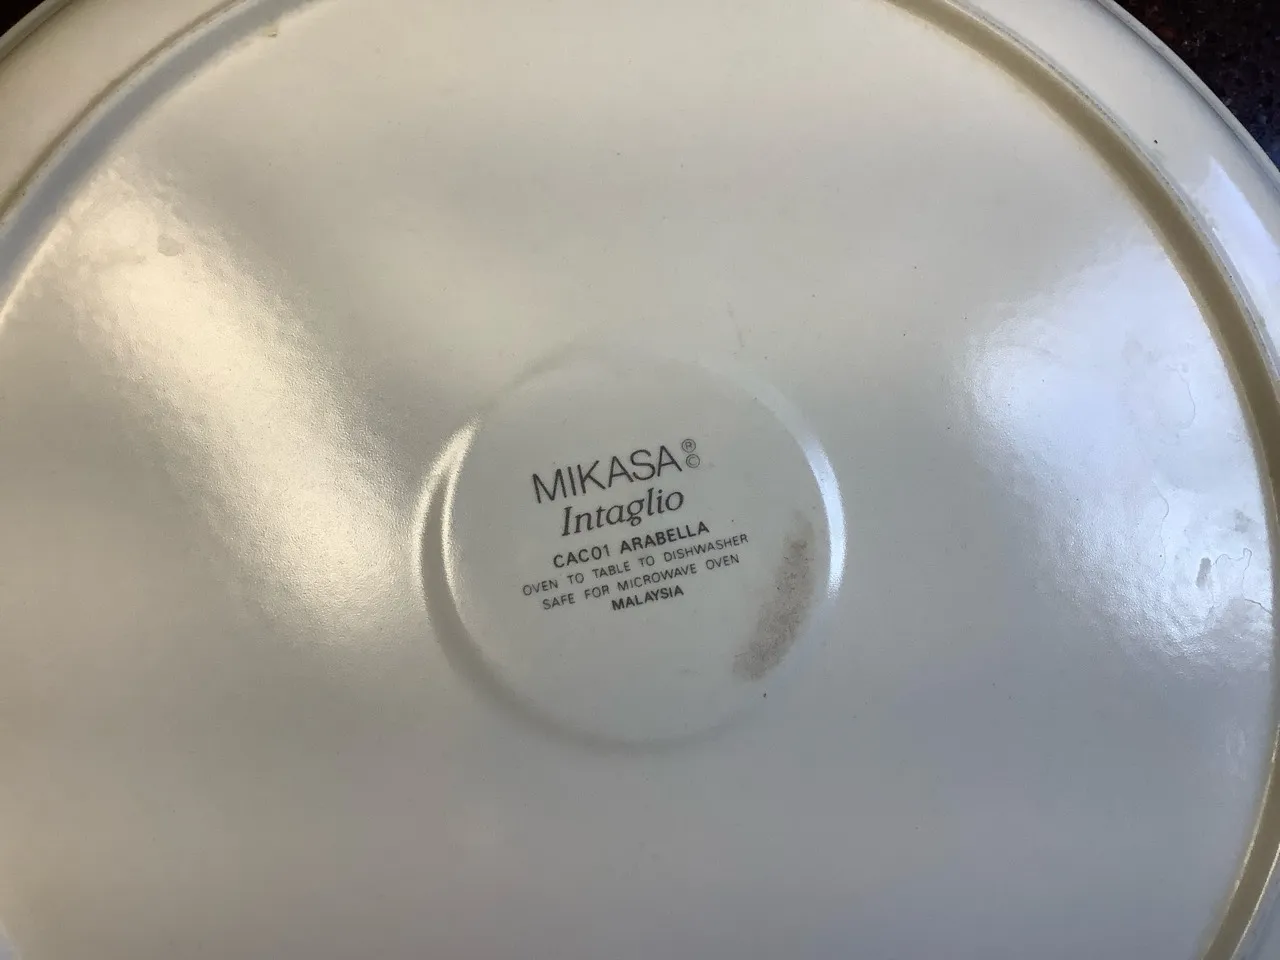 MIKASA®©
Intaglio
CAC01 ARABELLA
OVEN TO TABLE TO DISHWASHER
SAFE FOR MICROWAVE OVEN
MALAYSIA